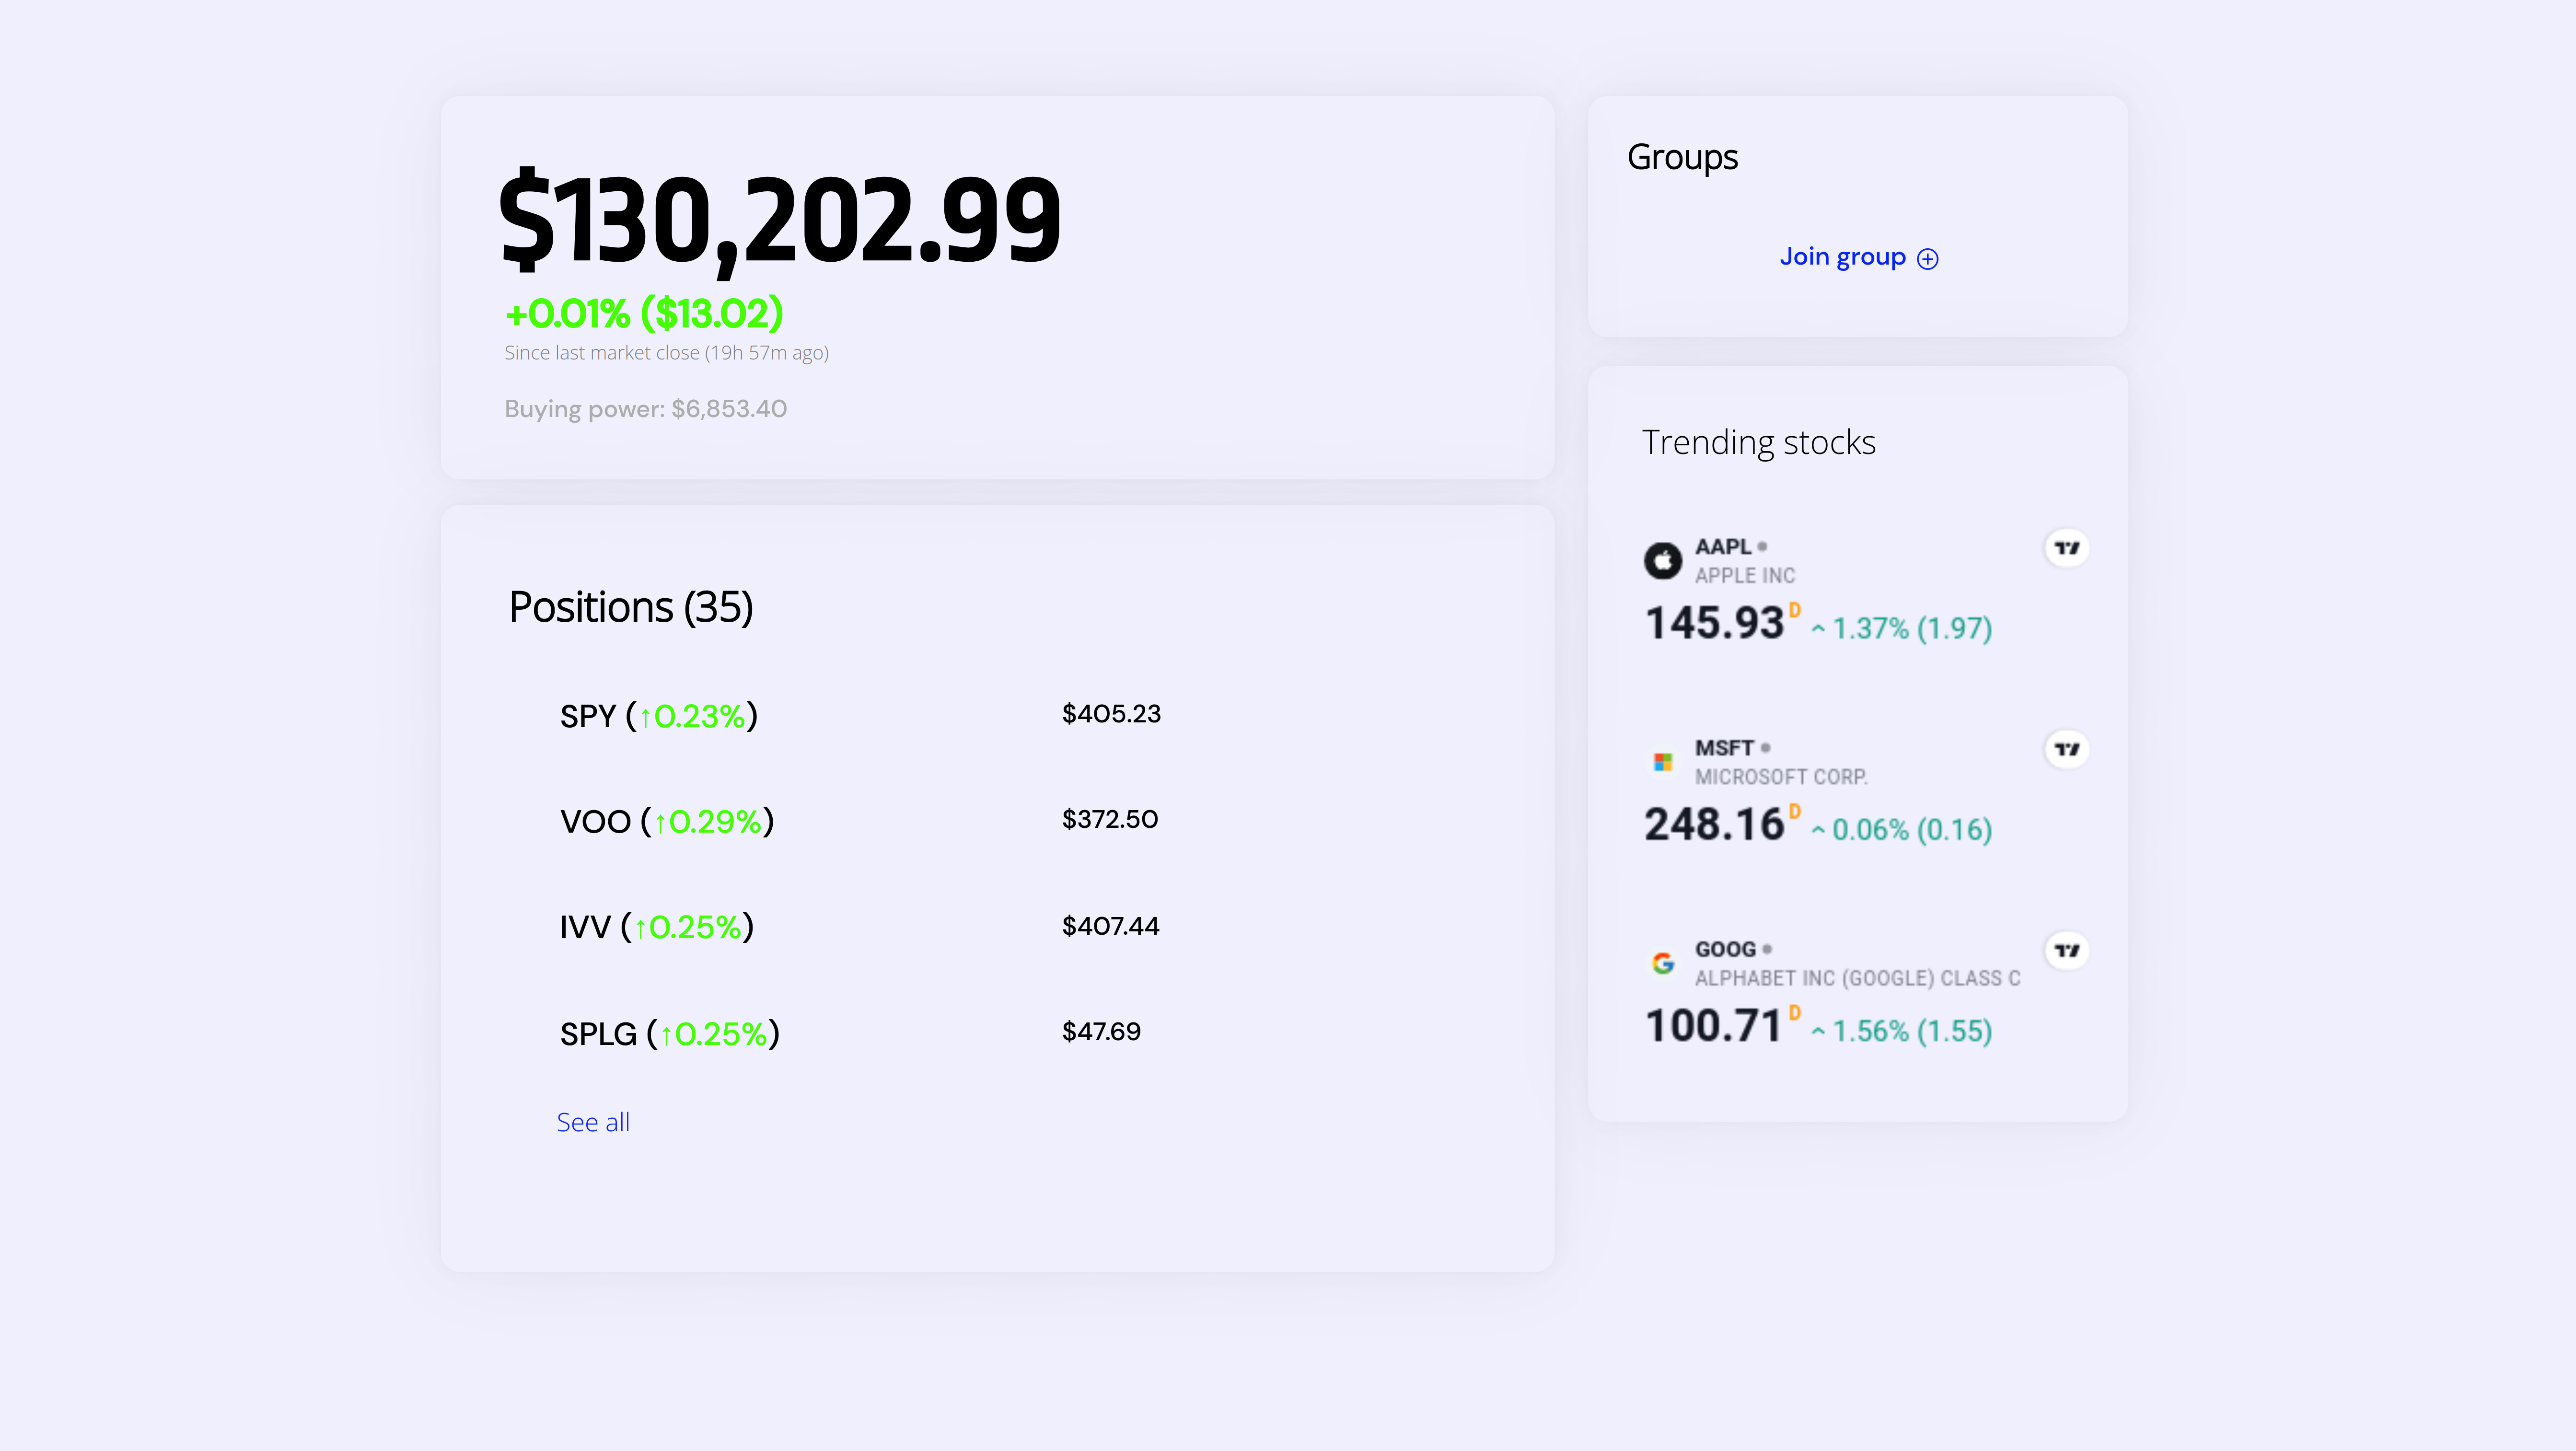 $130,202.99
+0.01% ($13.02)
Since last market close (19h 57m ago)
Buying power: $6,853.40
Positions (35)
SPY (↑0.23%) $405.23
VOO (↑0.29%) $372.50
IVV (↑0.25%) $407.44
SPLG (↑0.25%) $47.69
See all
Groups
Join group
Trending stocks
AAPL
APPLE INC
145.93 D 1.37% (1.97)
MSFT
MICROSOFT CORP.
248.16 D 0.06% (0.16)
GOOG
ALPHABET INC (GOOGLE) CLASS C
100.71 D 1.56% (1.55)